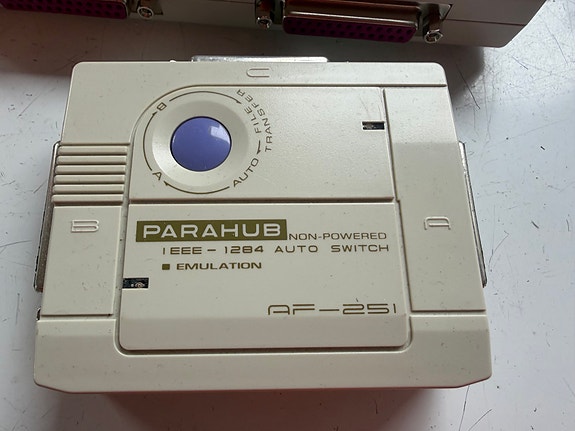 C
B
A
AUTO
FILE TRANSFER
B
A
PARAHUB NON-POWERED
IEEE-1284 AUTO SWITCH
EMULATION
AF-251